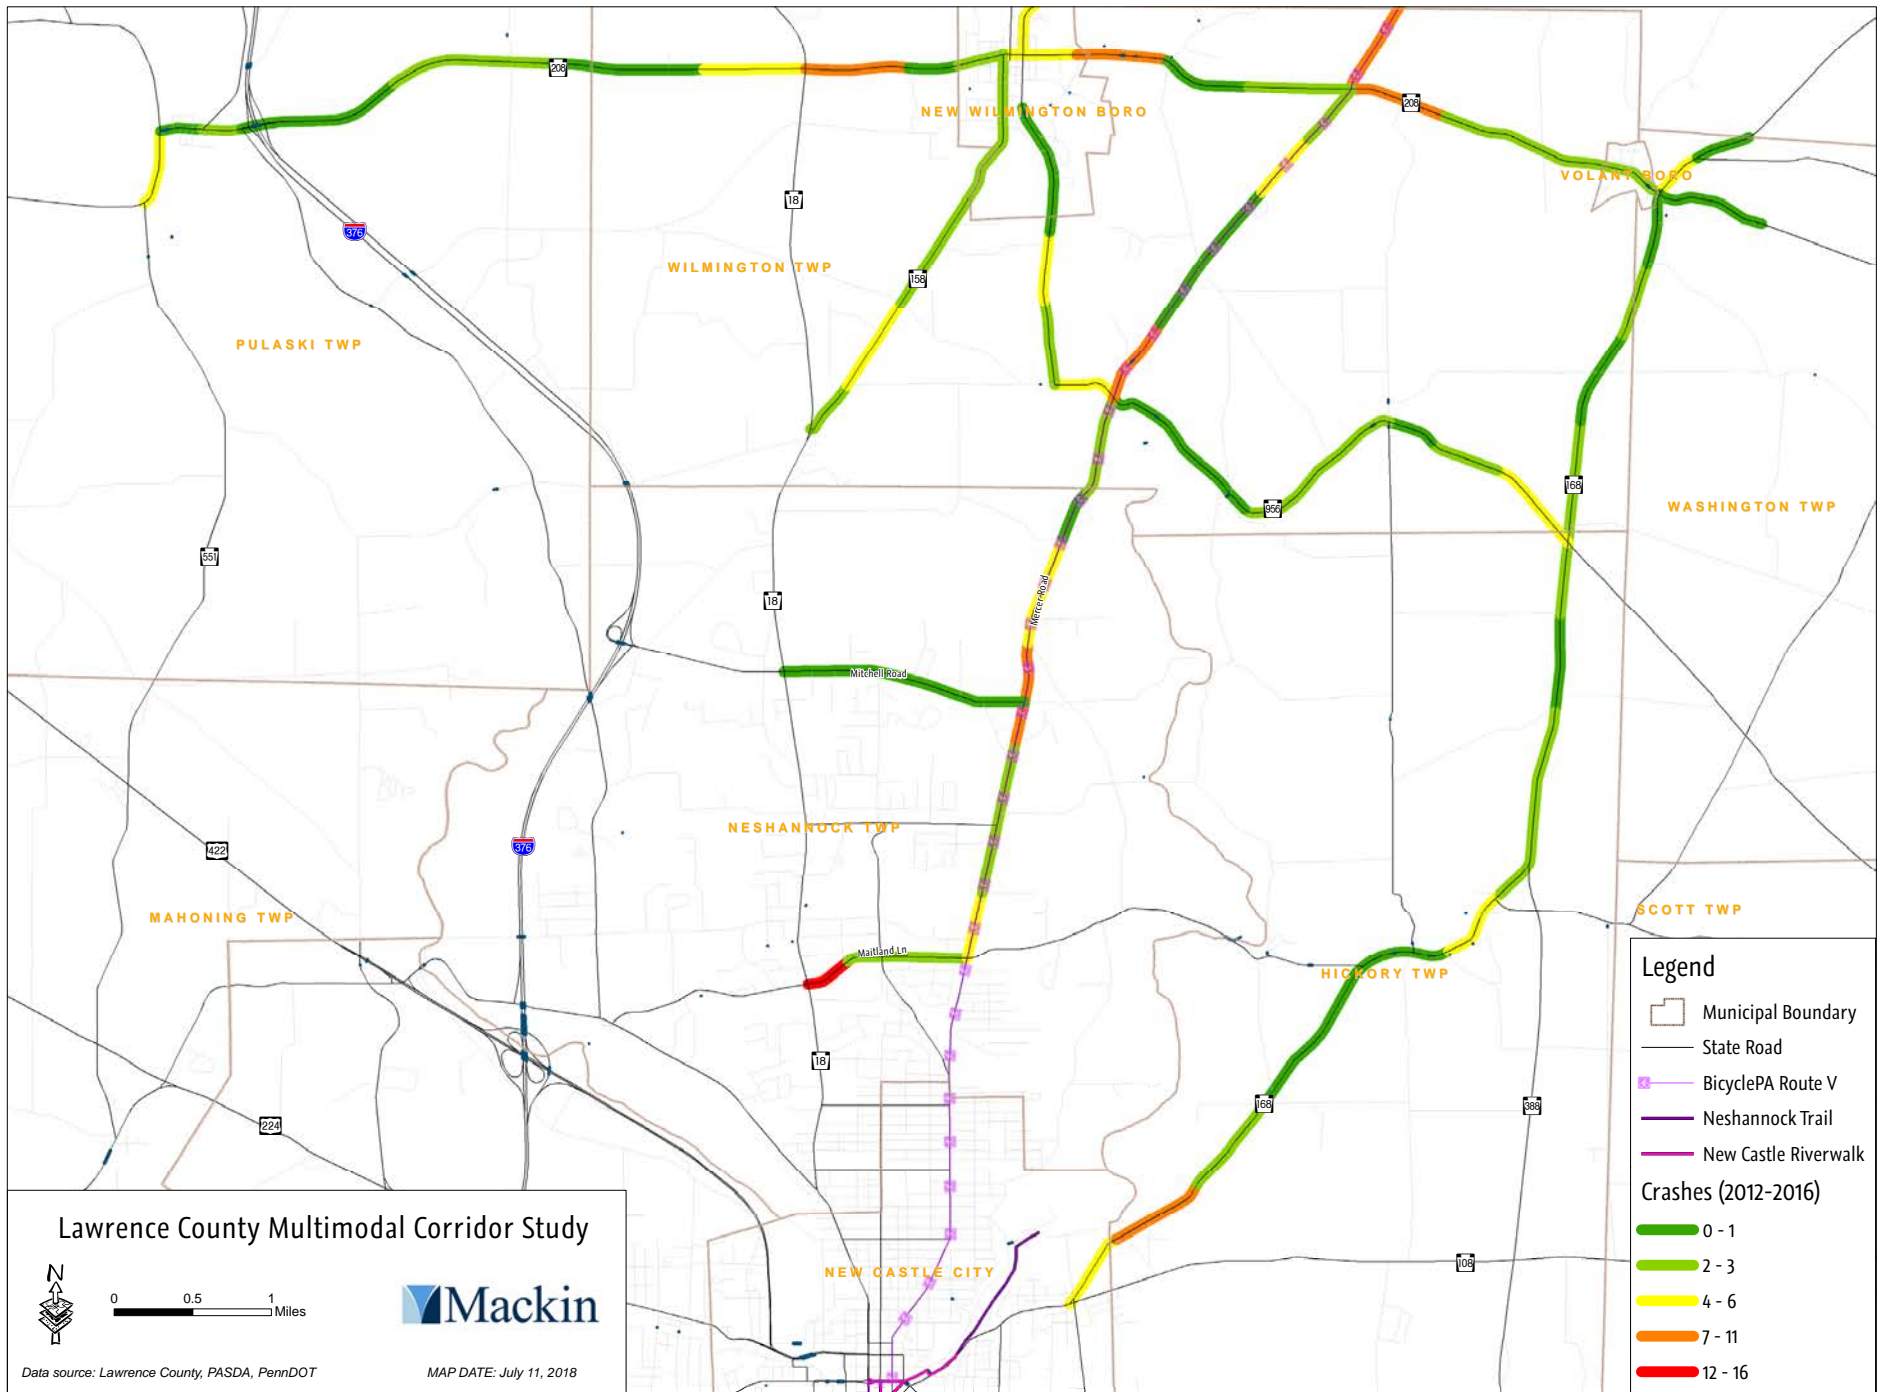 208
NEW WILMINGTON BORO
208
VOLANT BORO
18
376
WILMINGTON TWP
158
PULASKI TWP
168
WASHINGTON TWP
956
551
18
Mercer Road
Mitchell Road
NESHANNOCK TWP
422
376
MAHONING TWP
SCOTT TWP
Maitland Ln
HICKORY TWP
18
168
388
224
NEW CASTLE CITY
108
Legend
Municipal Boundary
State Road
BicyclePA Route V
Neshannock Trail
New Castle Riverwalk
Crashes (2012-2016)
0 - 1
2 - 3
4 - 6
7 - 11
12 - 16
Lawrence County Multimodal Corridor Study
N
0 0.5 1
Miles
Mackin
Data source: Lawrence County, PASDA, PennDOT
MAP DATE: July 11, 2018